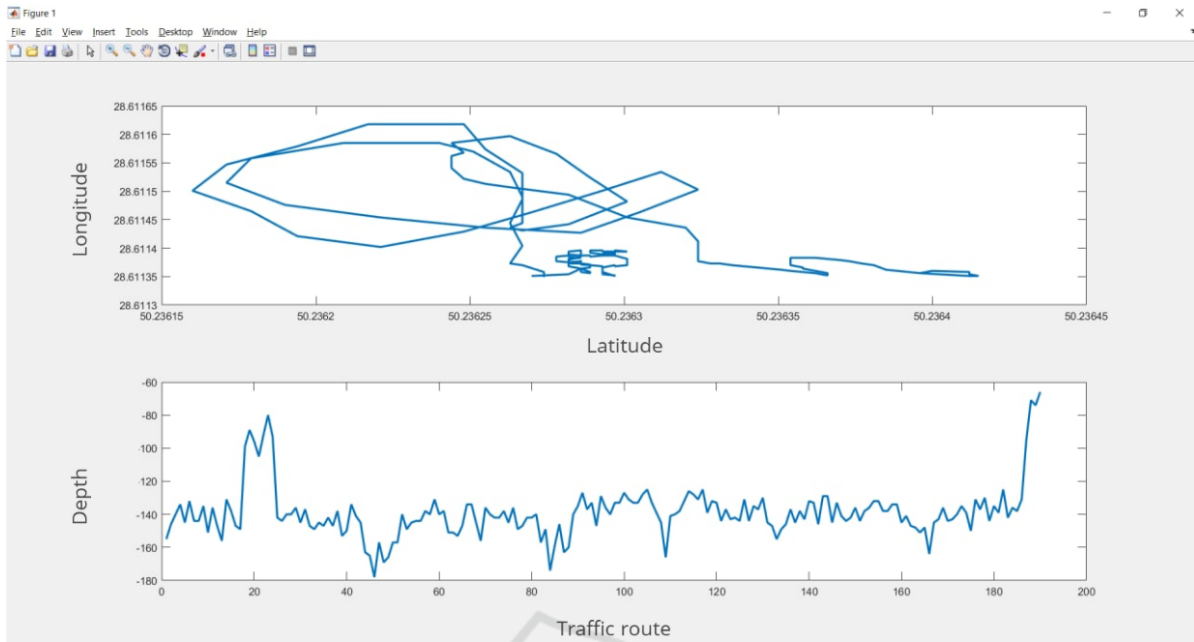 Figure 1
File Edit View Insert Tools Desktop Window Help
28.61165
28.6116
28.61155
28.6115
28.61145
28.6114
28.61135
28.6113
Longitude
50.23615 50.2362 50.23625 50.2363 50.23635 50.2364 50.23645
Latitude
-60
-80
-100
-120
-140
-160
-180
Depth
0 20 40 60 80 100 120 140 160 180 200
Traffic route